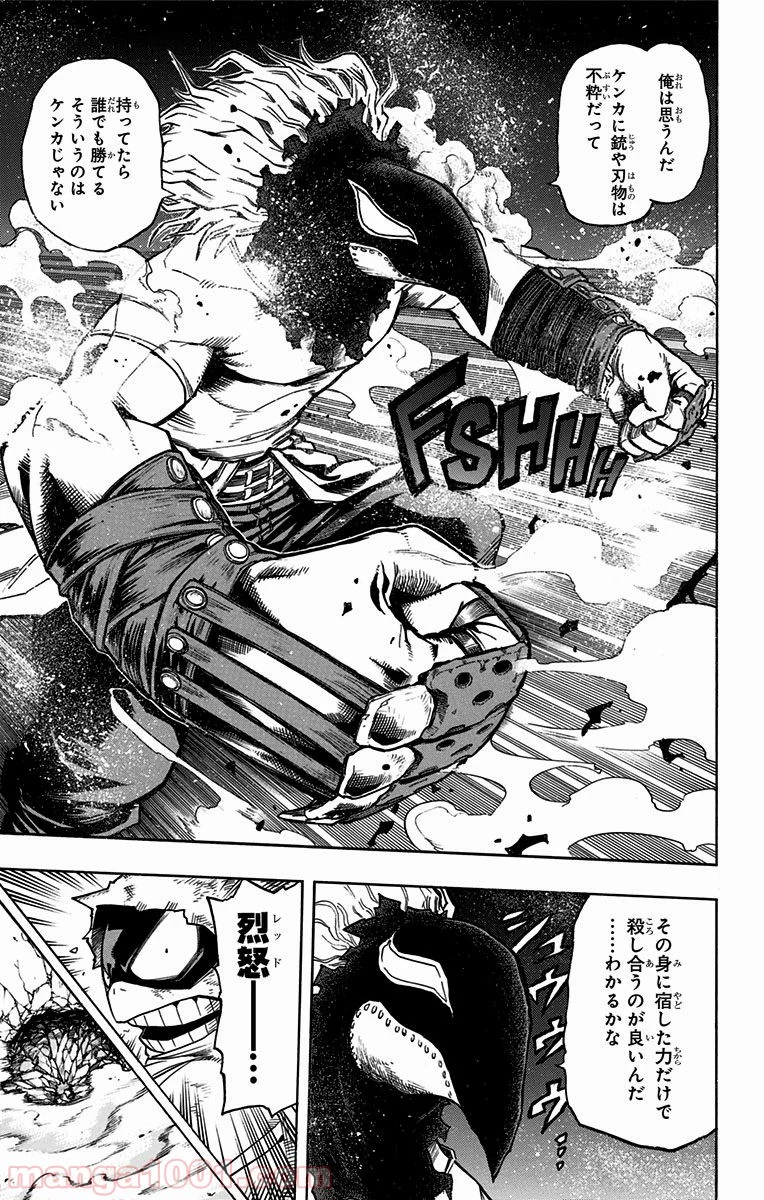 俺は思うんだ
ケンカに銃や刃物は
不粋だって
持ってたら
誰でも勝てる
そういうのは
ケンカじゃない
FSHHH
その身に宿した力だけで
殺し合うのが良いんだ
……わかるかな
シュウウゥゥ
烈怒——…
manga1001.com